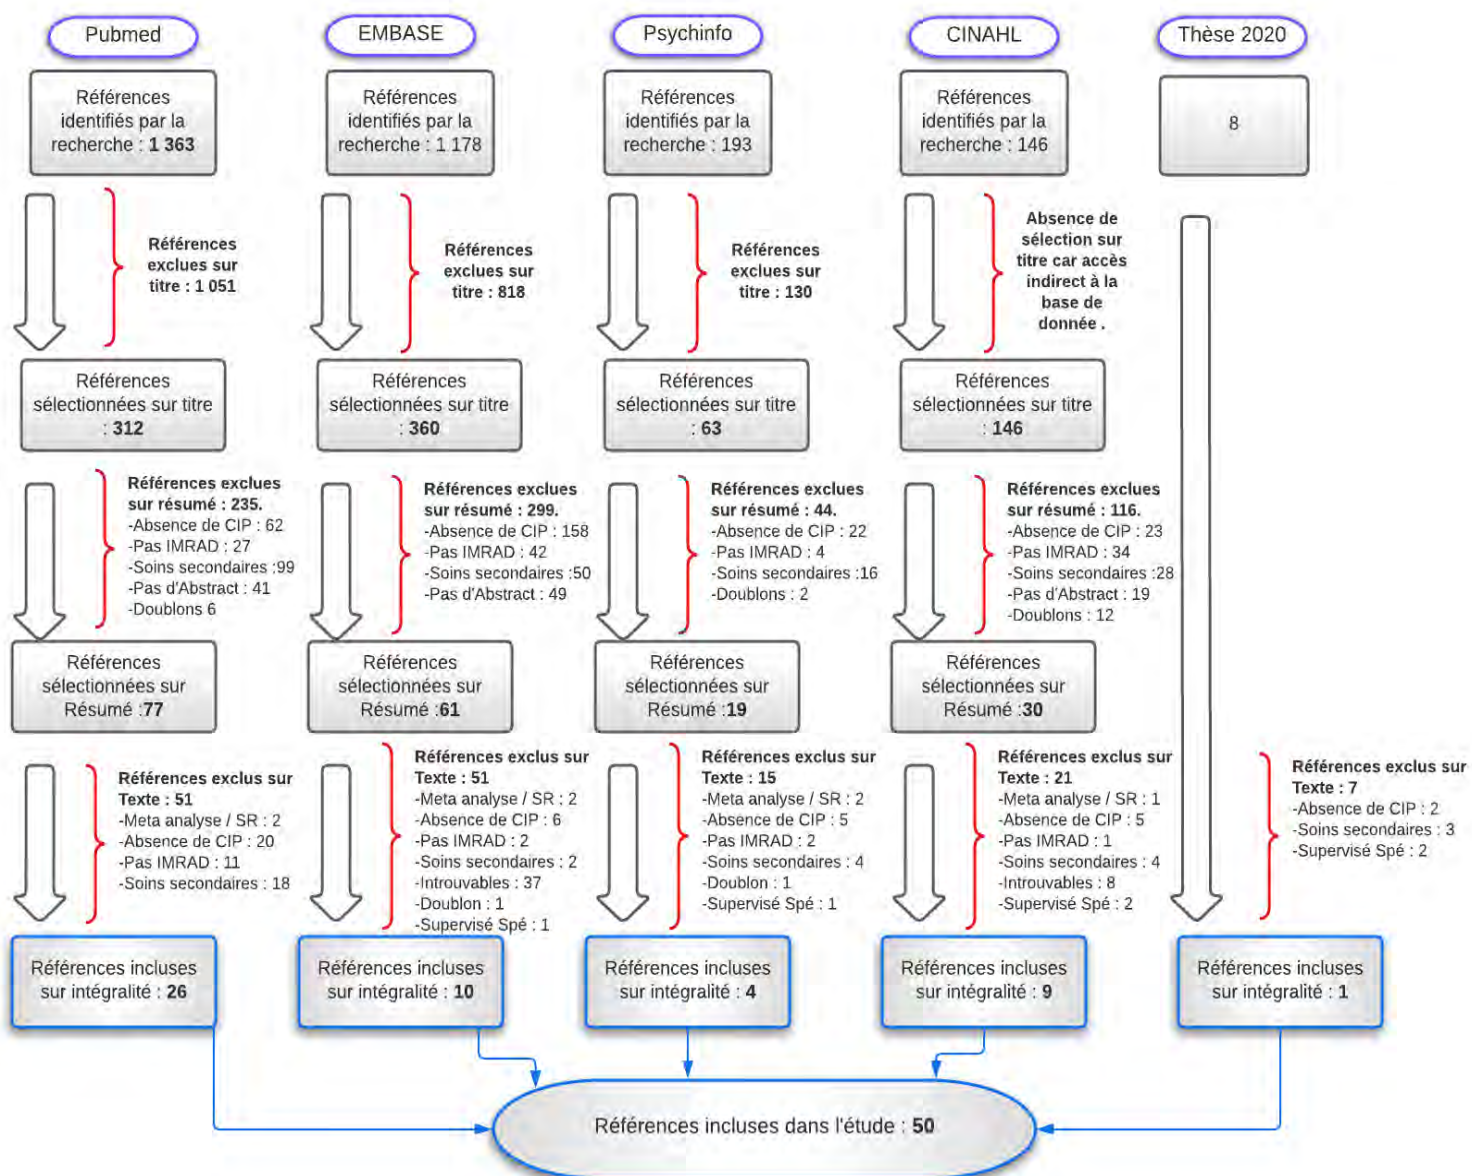 Pubmed
EMBASE
Psychinfo
CINAHL
Thèse 2020
Références
identifiés par la
recherche : 1 363
Références
identifiés par la
recherche : 1 178
Références
identifiés par la
recherche : 193
Références
identifiés par la
recherche : 146
8
Références
exclues sur
titre : 1 051
Références
exclues sur
titre : 818
Références
exclues sur
titre : 130
Absence de
sélection sur
titre car accès
indirect à la
base de
donnée .
Références
sélectionnées sur titre
: 312
Références
sélectionnées sur titre
: 360
Références
sélectionnées sur titre
: 63
Références
sélectionnées sur titre
: 146
Références exclues
sur résumé : 235.
-Absence de CIP : 62
-Pas IMRAD : 27
-Soins secondaires :99
-Pas d'Abstract : 41
-Doublons 6
Références exclues
sur résumé : 299.
-Absence de CIP : 158
-Pas IMRAD : 42
-Soins secondaires :50
-Pas d'Abstract : 49
Références exclues
sur résumé : 44.
-Absence de CIP : 22
-Pas IMRAD : 4
-Soins secondaires :16
-Doublons : 2
Références exclues
sur résumé : 116.
-Absence de CIP : 23
-Pas IMRAD : 34
-Soins secondaires :28
-Pas d'Abstract : 19
-Doublons : 12
Références
sélectionnées sur
Résumé :77
Références
sélectionnées sur
Résumé :61
Références
sélectionnées sur
Résumé :19
Références
sélectionnées sur
Résumé :30
Références exclus sur
Texte : 51
-Meta analyse / SR : 2
-Absence de CIP : 20
-Pas IMRAD : 11
-Soins secondaires : 18
Références exclus sur
Texte : 51
-Meta analyse / SR : 2
-Absence de CIP : 6
-Pas IMRAD : 2
-Soins secondaires : 2
-Introuvables : 37
-Doublon : 1
-Supervisé Spé : 1
Références exclus sur
Texte : 15
-Meta analyse / SR : 2
-Absence de CIP : 5
-Pas IMRAD : 2
-Soins secondaires : 4
-Doublon : 1
-Supervisé Spé : 1
Références exclus sur
Texte : 21
-Meta analyse / SR : 1
-Absence de CIP : 5
-Pas IMRAD : 1
-Soins secondaires : 4
-Introuvables : 8
-Supervisé Spé : 2
Références exclus sur
Texte : 7
-Absence de CIP : 2
-Soins secondaires : 3
-Supervisé Spé : 2
Références incluses
sur intégralité : 26
Références incluses
sur intégralité : 10
Références incluses
sur intégralité : 4
Références incluses
sur intégralité : 9
Références incluses
sur intégralité : 1
Références incluses dans l'étude : 50